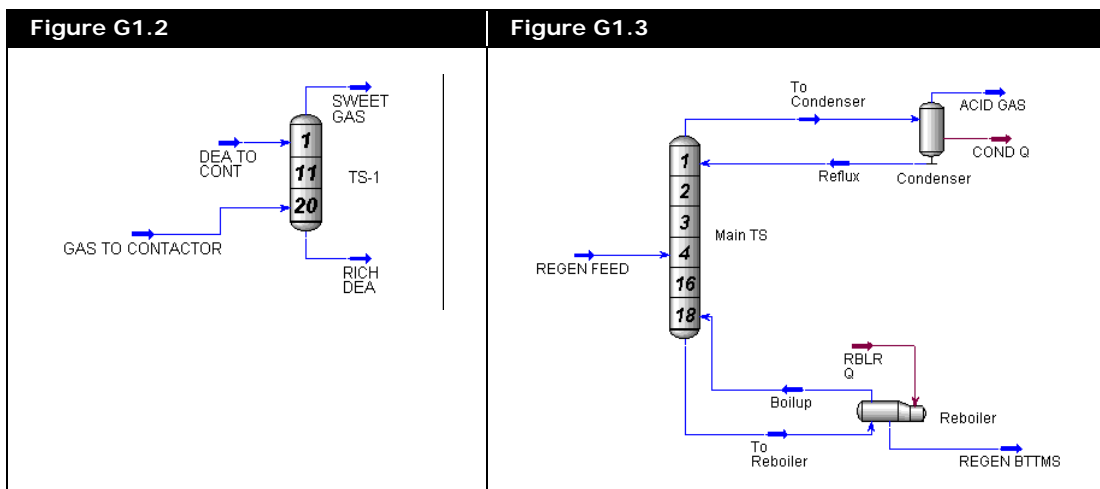 Figure G1.2
SWEET
GAS
1
DEA TO
CONT
11
TS-1
20
GAS TO CONTACTOR
RICH
DEA
Figure G1.3
To
Condenser
ACID GAS
COND Q
1
Reflux
Condenser
2
3
Main TS
4
REGEN FEED
16
18
RBLR
Q
Boilup
Reboiler
To
Reboiler
REGEN BTTMS